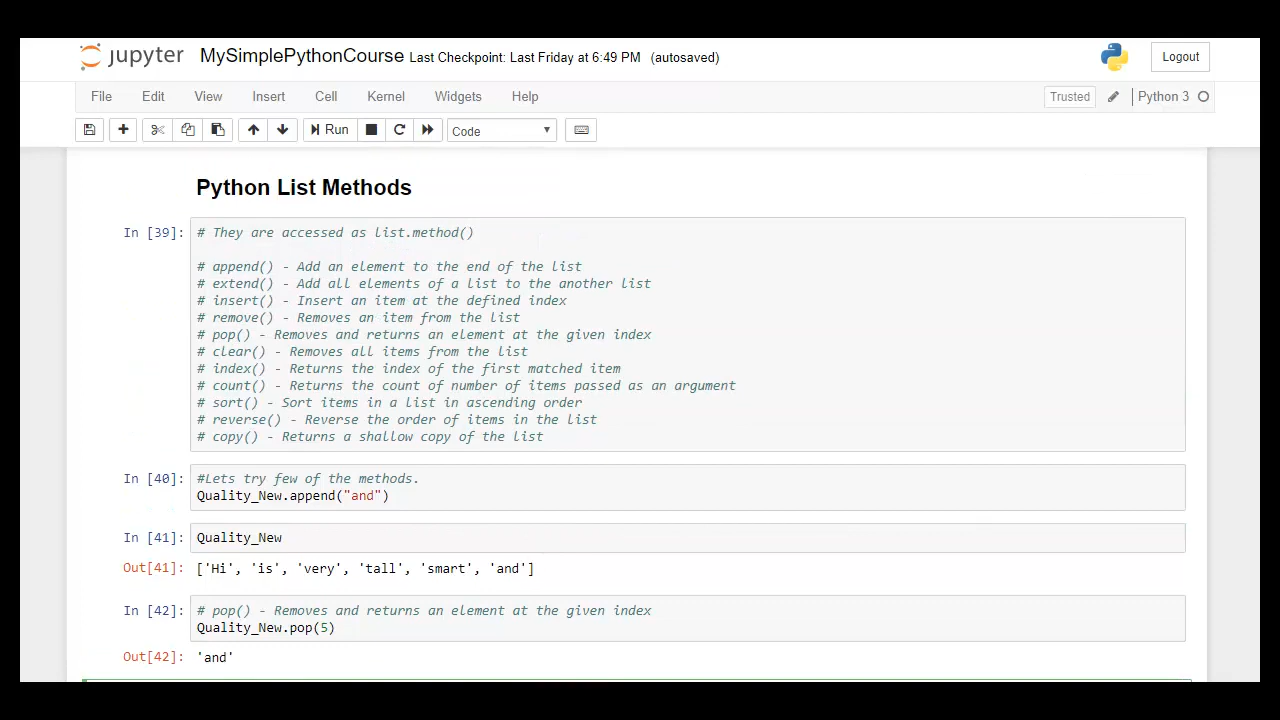 jupyter MySimplePythonCourse Last Checkpoint: Last Friday at 6:49 PM (autosaved) Logout
File Edit View Insert Cell Kernel Widgets Help Trusted Python 3
Run Code
Python List Methods
In [39]: # They are accessed as list.method()
# append() - Add an element to the end of the list
# extend() - Add all elements of a list to the another list
# insert() - Insert an item at the defined index
# remove() - Removes an item from the list
# pop() - Removes and returns an element at the given index
# clear() - Removes all items from the list
# index() - Returns the index of the first matched item
# count() - Returns the count of number of items passed as an argument
# sort() - Sort items in a list in ascending order
# reverse() - Reverse the order of items in the list
# copy() - Returns a shallow copy of the list
In [40]: #Lets try few of the methods.
Quality_New.append("and")
In [41]: Quality_New
Out[41]: ['Hi', 'is', 'very', 'tall', 'smart', 'and']
In [42]: # pop() - Removes and returns an element at the given index
Quality_New.pop(5)
Out[42]: 'and'